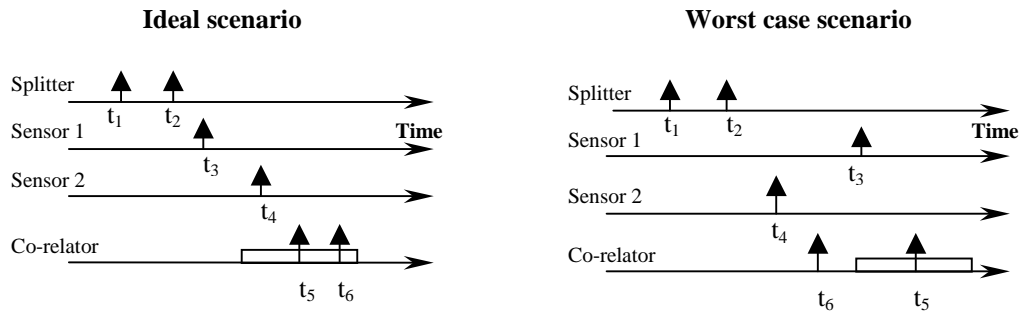 Ideal scenario
Splitter
t1 t2
Sensor 1 Time
t3
Sensor 2
t4
Co-relator
t5 t6
Worst case scenario
Splitter
t1 t2
Sensor 1 Time
t3
Sensor 2
t4
Co-relator
t6 t5